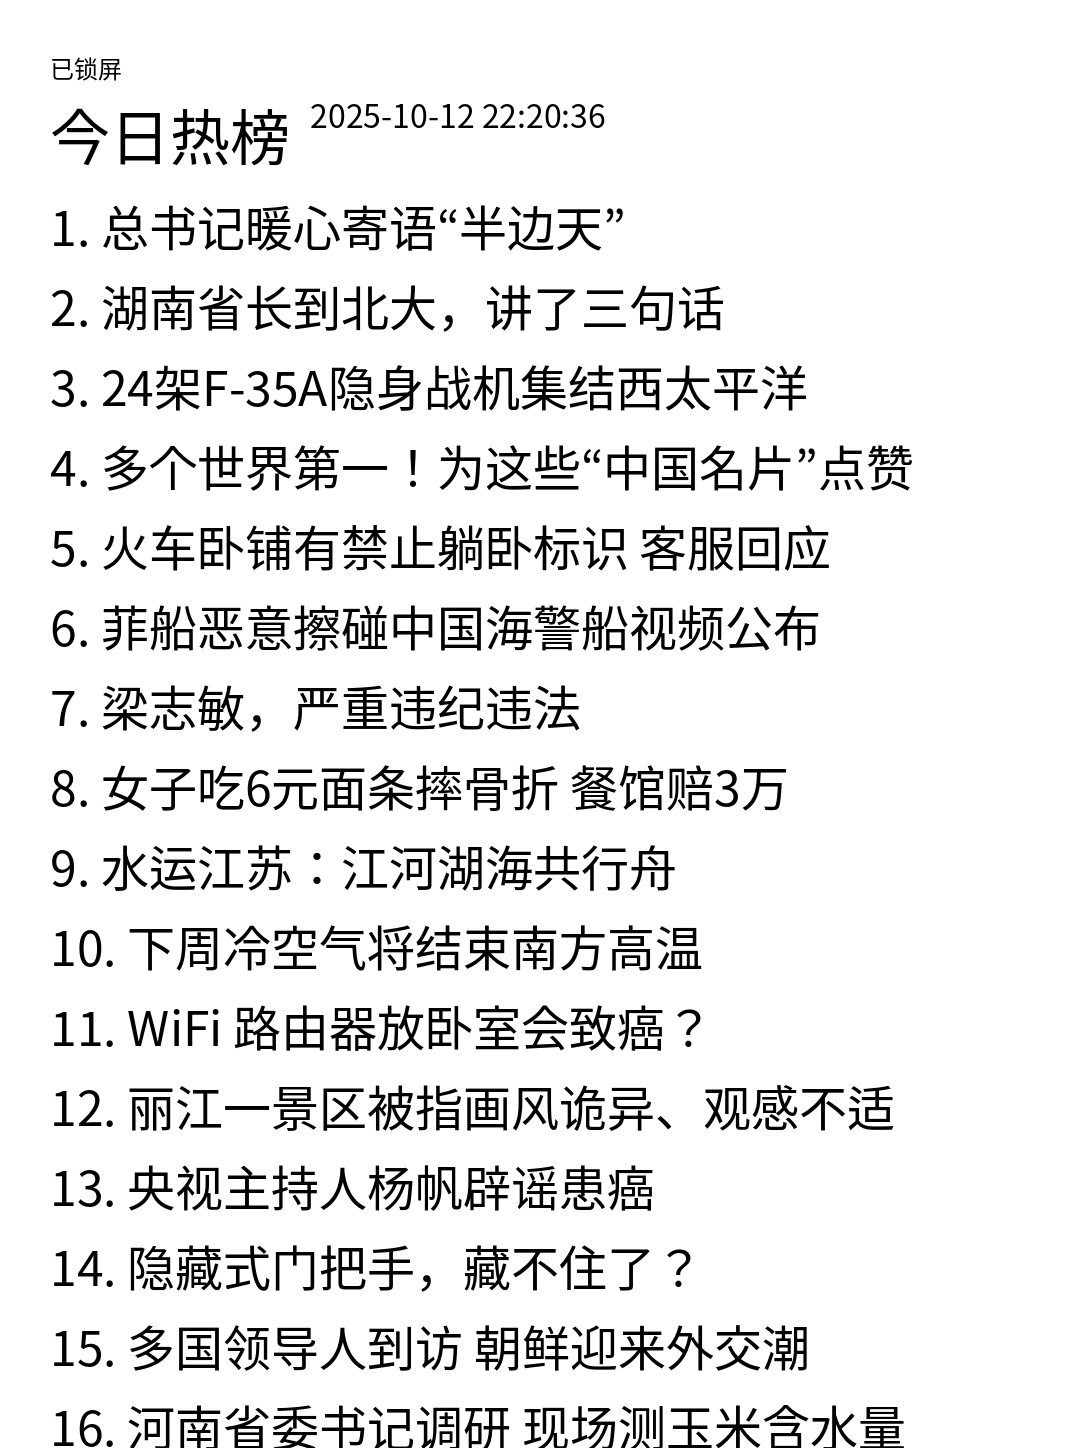 已锁屏
今日热榜 2025-10-12 22:20:36
1. 总书记暖心寄语“半边天”
2. 湖南省长到北大，讲了三句话
3. 24架F-35A隐身战机集结西太平洋
4. 多个世界第一！为这些“中国名片”点赞
5. 火车卧铺有禁止躺卧标识 客服回应
6. 菲船恶意擦碰中国海警船视频公布
7. 梁志敏，严重违纪违法
8. 女子吃6元面条摔骨折 餐馆赔3万
9. 水运江苏：江河湖海共行舟
10. 下周冷空气将结束南方高温
11. WiFi 路由器放卧室会致癌？
12. 丽江一景区被指画风诡异、观感不适
13. 央视主持人杨帆辟谣患癌
14. 隐藏式门把手，藏不住了？
15. 多国领导人到访 朝鲜迎来外交潮
16. 河南省委书记调研 现场测玉米含水量